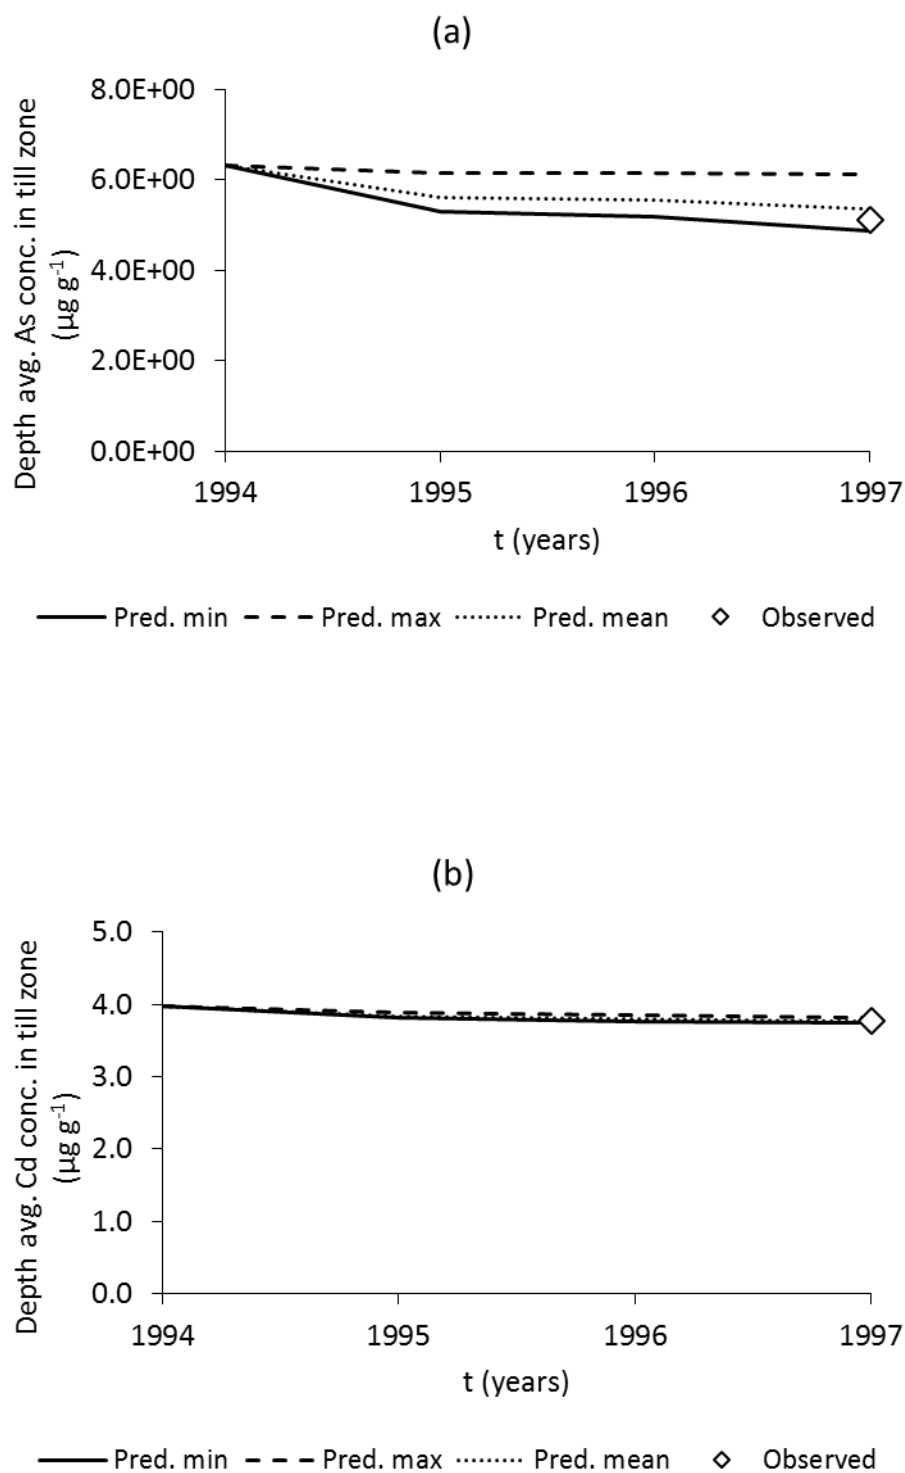 (a)
Depth avg. As conc. in till zone
(µg g⁻¹)
8.0E+00
6.0E+00
4.0E+00
2.0E+00
0.0E+00
1994 1995 1996 1997
t (years)
Pred. min Pred. max Pred. mean Observed
(b)
Depth avg. Cd conc. in till zone
(µg g⁻¹)
5.0
4.0
3.0
2.0
1.0
0.0
1994 1995 1996 1997
t (years)
Pred. min Pred. max Pred. mean Observed